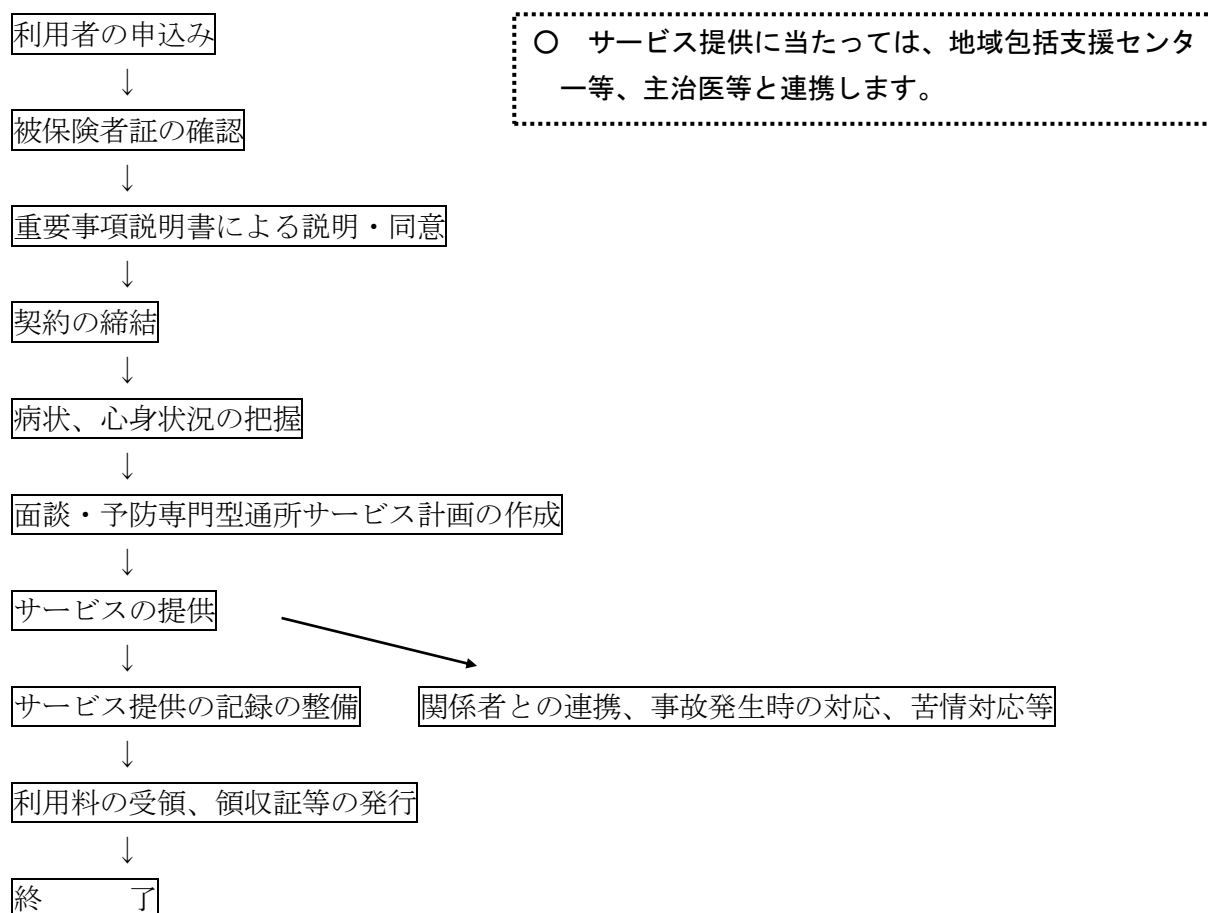 利用者の申込み
○　サービス提供に当たっては、地域包括支援センタ
ー等、主治医等と連携します。
↓
被保険者証の確認
↓
重要事項説明書による説明・同意
↓
契約の締結
↓
病状、心身状況の把握
↓
面談・予防専門型通所サービス計画の作成
↓
サービスの提供
↓
サービス提供の記録の整備
関係者との連携、事故発生時の対応、苦情対応等
↓
利用料の受領、領収証等の発行
↓
終　　　了